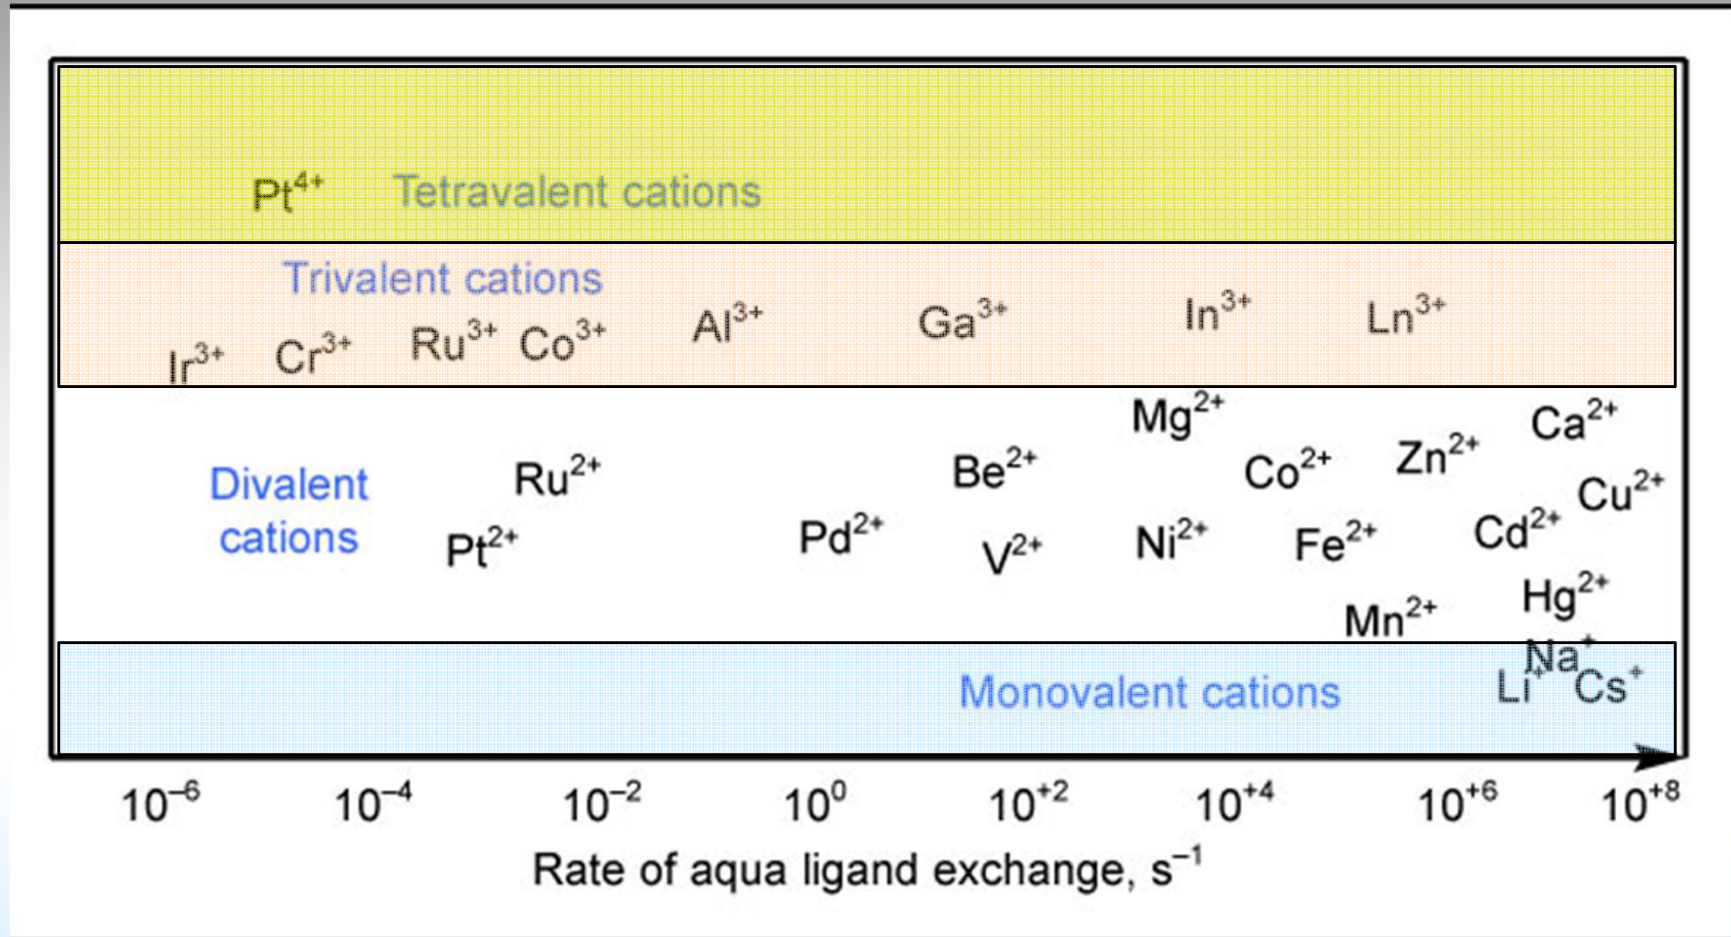 Pt⁴⁺ Tetravalent cations
Trivalent cations
Ir³⁺ Cr³⁺ Ru³⁺ Co³⁺ Al³⁺ Ga³⁺ In³⁺ Ln³⁺
Mg²⁺ Ca²⁺
Divalent cations
Ru²⁺ Be²⁺ Co²⁺ Zn²⁺ Cu²⁺
Pt²⁺ Pd²⁺ V²⁺ Ni²⁺ Fe²⁺ Cd²⁺
Mn²⁺ Hg²⁺
Na⁺
Monovalent cations Li⁺ Cs⁺
10⁻⁶ 10⁻⁴ 10⁻² 10⁰ 10⁺² 10⁺⁴ 10⁺⁶ 10⁺⁸
Rate of aqua ligand exchange, s⁻¹